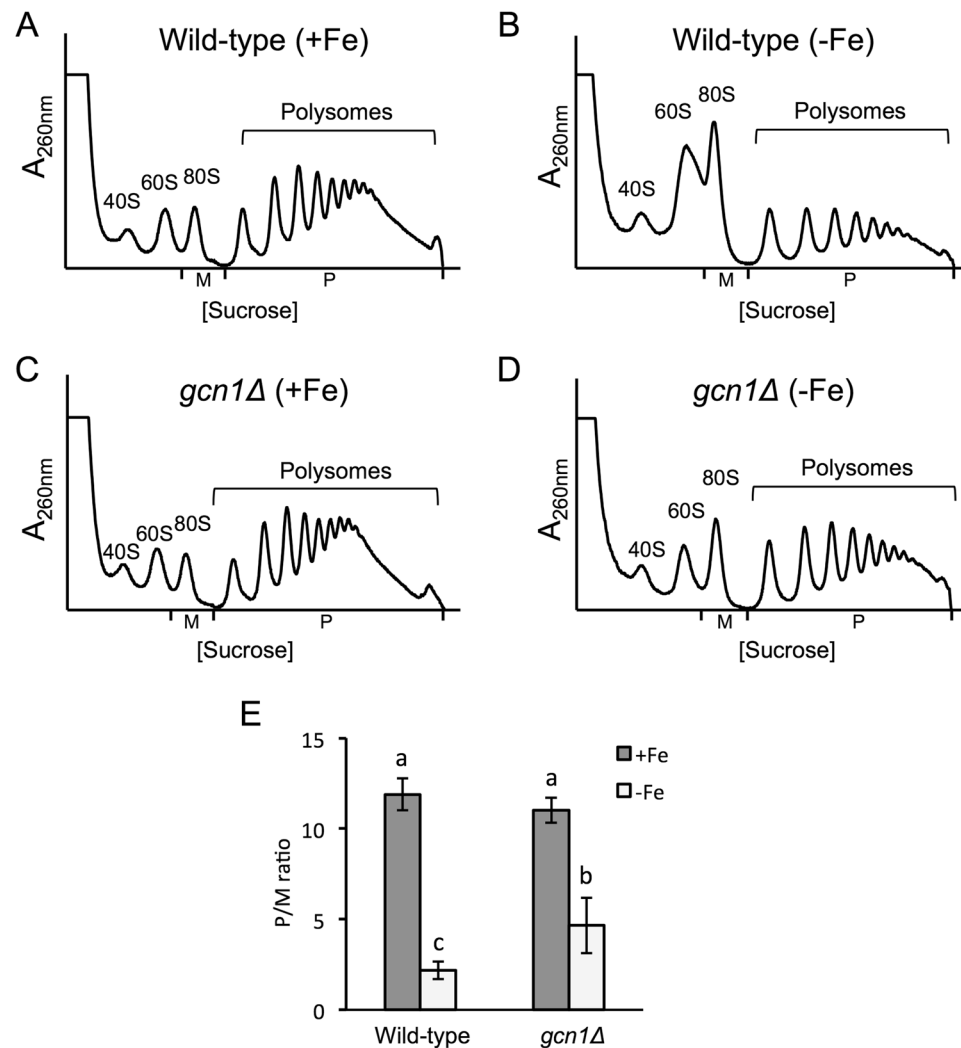 A
Wild-type (+Fe)
A260nm
40S
60S
80S
Polysomes
M
P
[Sucrose]
B
Wild-type (-Fe)
A260nm
40S
60S
80S
Polysomes
M
P
[Sucrose]
C
gcn1Δ (+Fe)
A260nm
40S
60S
80S
Polysomes
M
P
[Sucrose]
D
gcn1Δ (-Fe)
A260nm
40S
60S
80S
Polysomes
M
P
[Sucrose]
E
P/M ratio
15
10
5
0
a
c
a
b
+Fe
-Fe
Wild-type
gcn1Δ